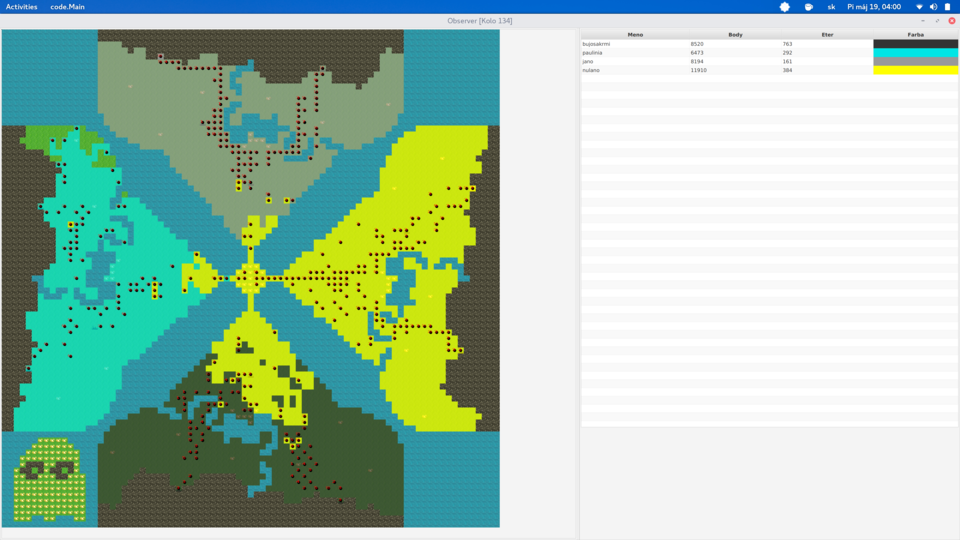 Activities code.Main sk Pi máj 19, 04:00
Observer [Kolo 134]
Meno Body Eter Farba
bujosakrmi 8520 763
paulmia 6473 292
jano 8194 161
nulano 11910 384